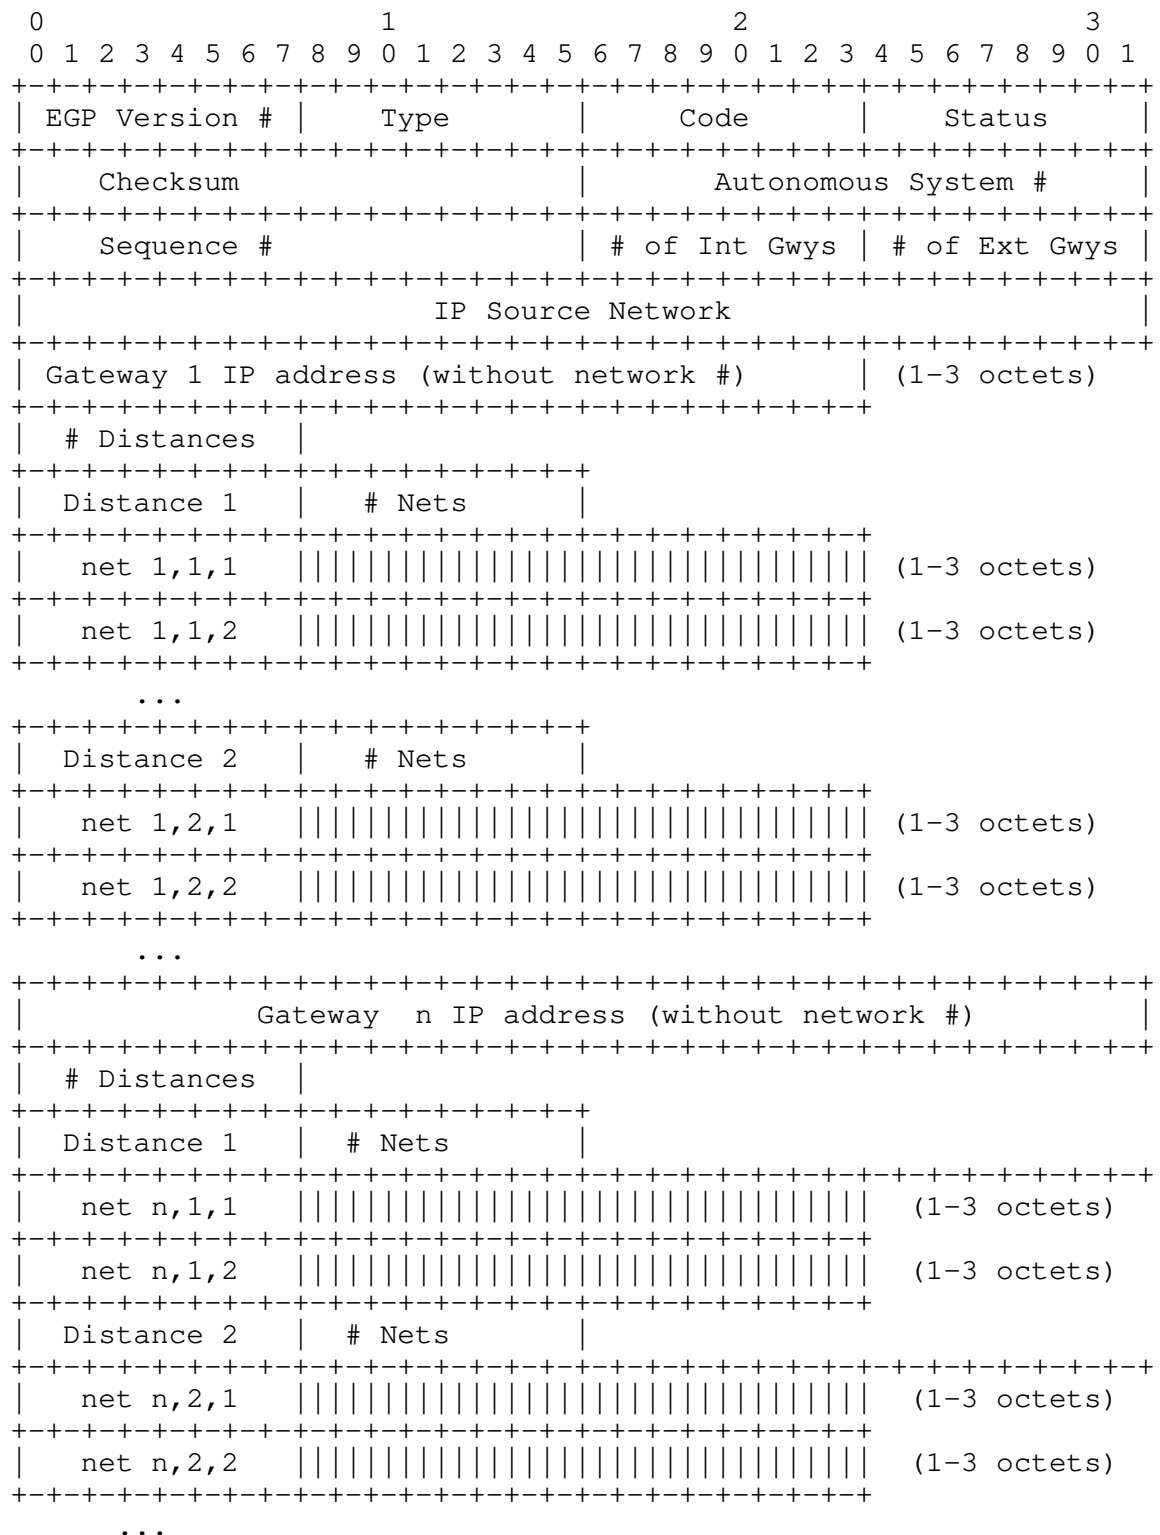 0                   1                   2                   3
 0 1 2 3 4 5 6 7 8 9 0 1 2 3 4 5 6 7 8 9 0 1 2 3 4 5 6 7 8 9 0 1
+-+-+-+-+-+-+-+-+-+-+-+-+-+-+-+-+-+-+-+-+-+-+-+-+-+-+-+-+-+-+-+-+
| EGP Version # |    Type       |     Code      |    Status     |
+-+-+-+-+-+-+-+-+-+-+-+-+-+-+-+-+-+-+-+-+-+-+-+-+-+-+-+-+-+-+-+-+
|    Checksum                   |       Autonomous System #     |
+-+-+-+-+-+-+-+-+-+-+-+-+-+-+-+-+-+-+-+-+-+-+-+-+-+-+-+-+-+-+-+-+
|    Sequence #                 | # of Int Gwys | # of Ext Gwys |
+-+-+-+-+-+-+-+-+-+-+-+-+-+-+-+-+-+-+-+-+-+-+-+-+-+-+-+-+-+-+-+-+
|                       IP Source Network                       |
+-+-+-+-+-+-+-+-+-+-+-+-+-+-+-+-+-+-+-+-+-+-+-+-+-+-+-+-+-+-+-+-+
| Gateway 1 IP address (without network #)      | (1-3 octets)
+-+-+-+-+-+-+-+-+-+-+-+-+-+-+-+-+-+-+-+-+-+-+-+-+
|  # Distances  |
+-+-+-+-+-+-+-+-+-+-+-+-+-+-+-+-+
|  Distance 1   |   # Nets      |
+-+-+-+-+-+-+-+-+-+-+-+-+-+-+-+-+-+-+-+-+-+-+-+-+
|   net 1,1,1   ||||||||||||||||||||||||||||||||| (1-3 octets)
+-+-+-+-+-+-+-+-+-+-+-+-+-+-+-+-+-+-+-+-+-+-+-+-+
|   net 1,1,2   ||||||||||||||||||||||||||||||||| (1-3 octets)
+-+-+-+-+-+-+-+-+-+-+-+-+-+-+-+-+-+-+-+-+-+-+-+-+
       ...
+-+-+-+-+-+-+-+-+-+-+-+-+-+-+-+-+
|  Distance 2   |   # Nets      |
+-+-+-+-+-+-+-+-+-+-+-+-+-+-+-+-+-+-+-+-+-+-+-+-+
|   net 1,2,1   ||||||||||||||||||||||||||||||||| (1-3 octets)
+-+-+-+-+-+-+-+-+-+-+-+-+-+-+-+-+-+-+-+-+-+-+-+-+
|   net 1,2,2   ||||||||||||||||||||||||||||||||| (1-3 octets)
+-+-+-+-+-+-+-+-+-+-+-+-+-+-+-+-+-+-+-+-+-+-+-+-+
       ...
+-+-+-+-+-+-+-+-+-+-+-+-+-+-+-+-+-+-+-+-+-+-+-+-+-+-+-+-+-+-+-+-+
|             Gateway  n IP address (without network #)         |
+-+-+-+-+-+-+-+-+-+-+-+-+-+-+-+-+-+-+-+-+-+-+-+-+-+-+-+-+-+-+-+-+
|  # Distances  |
+-+-+-+-+-+-+-+-+-+-+-+-+-+-+-+-+
|  Distance 1   |  # Nets       |
+-+-+-+-+-+-+-+-+-+-+-+-+-+-+-+-+-+-+-+-+-+-+-+-+-+-+-+-+-+-+-+-+
|   net n,1,1   |||||||||||||||||||||||||||||||||  (1-3 octets)
+-+-+-+-+-+-+-+-+-+-+-+-+-+-+-+-+-+-+-+-+-+-+-+-+
|   net n,1,2   |||||||||||||||||||||||||||||||||  (1-3 octets)
+-+-+-+-+-+-+-+-+-+-+-+-+-+-+-+-+-+-+-+-+-+-+-+-+
|  Distance 2   |  # Nets       |
+-+-+-+-+-+-+-+-+-+-+-+-+-+-+-+-+-+-+-+-+-+-+-+-+-+-+-+-+-+-+-+-+
|   net n,2,1   |||||||||||||||||||||||||||||||||  (1-3 octets)
+-+-+-+-+-+-+-+-+-+-+-+-+-+-+-+-+-+-+-+-+-+-+-+-+
|   net n,2,2   |||||||||||||||||||||||||||||||||  (1-3 octets)
+-+-+-+-+-+-+-+-+-+-+-+-+-+-+-+-+-+-+-+-+-+-+-+-+
      ...